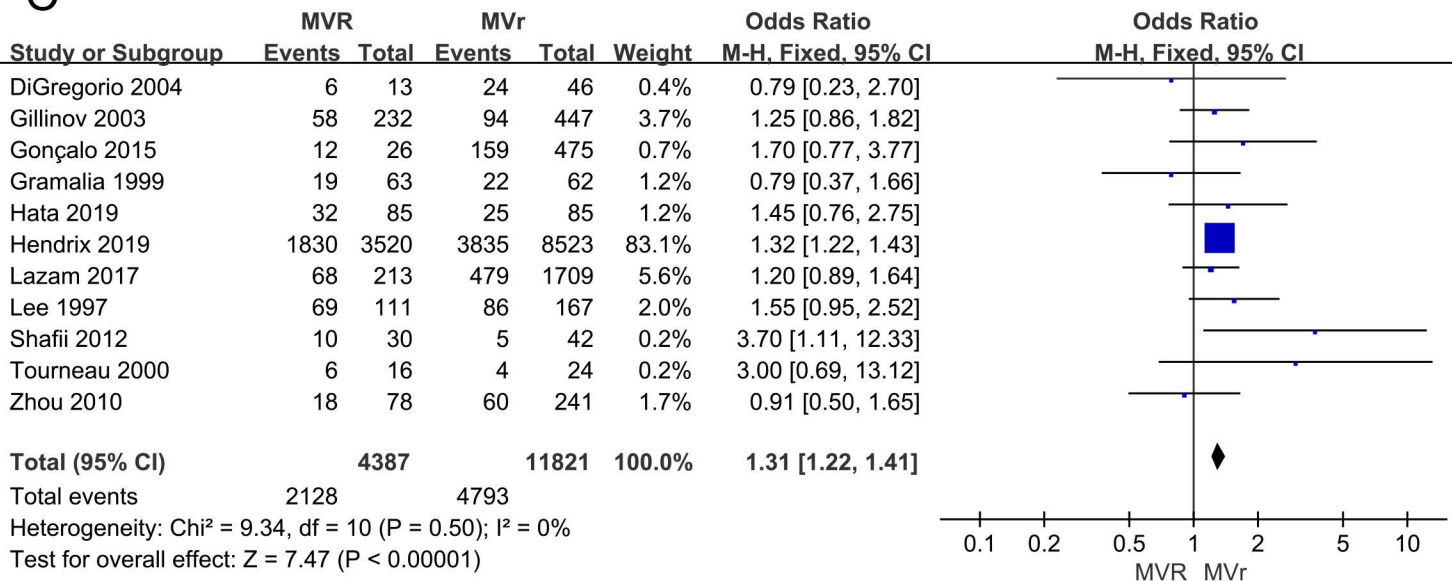 MVR MVr Odds Ratio Odds Ratio
Study or Subgroup Events Total Events Total Weight M-H, Fixed, 95% CI M-H, Fixed, 95% CI
DiGregorio 2004 6 13 24 46 0.4% 0.79 [0.23, 2.70]
Gillinov 2003 58 232 94 447 3.7% 1.25 [0.86, 1.82]
Gonçalo 2015 12 26 159 475 0.7% 1.70 [0.77, 3.77]
Gramalia 1999 19 63 22 62 1.2% 0.79 [0.37, 1.66]
Hata 2019 32 85 25 85 1.2% 1.45 [0.76, 2.75]
Hendrix 2019 1830 3520 3835 8523 83.1% 1.32 [1.22, 1.43]
Lazam 2017 68 213 479 1709 5.6% 1.20 [0.89, 1.64]
Lee 1997 69 111 86 167 2.0% 1.55 [0.95, 2.52]
Shafii 2012 10 30 5 42 0.2% 3.70 [1.11, 12.33]
Tourneau 2000 6 16 4 24 0.2% 3.00 [0.69, 13.12]
Zhou 2010 18 78 60 241 1.7% 0.91 [0.50, 1.65]
Total (95% CI) 4387 11821 100.0% 1.31 [1.22, 1.41]
Total events 2128 4793
Heterogeneity: Chi² = 9.34, df = 10 (P = 0.50); I² = 0%
Test for overall effect: Z = 7.47 (P < 0.00001)
0.1 0.2 0.5 1 2 5 10
MVR MVr